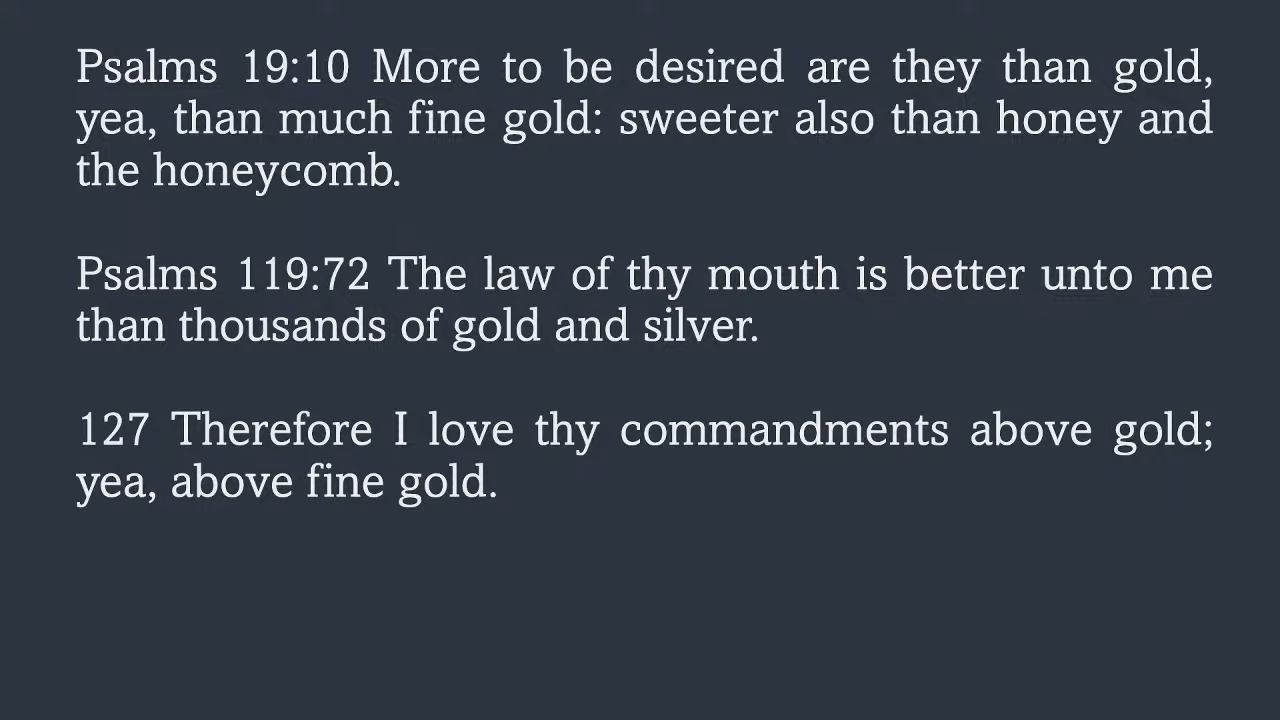 Psalms 19:10 More to be desired are they than gold,
yea, than much fine gold: sweeter also than honey and
the honeycomb.
Psalms 119:72 The law of thy mouth is better unto me
than thousands of gold and silver.
127 Therefore I love thy commandments above gold;
yea, above fine gold.